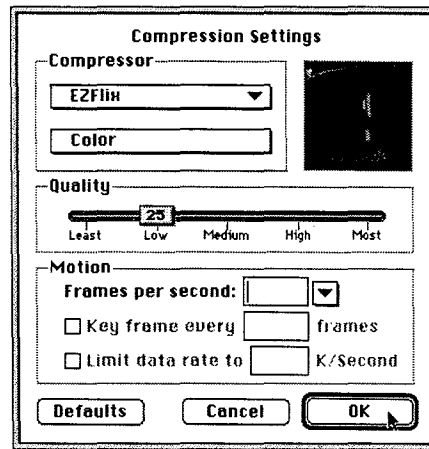 Compression Settings
Compressor
EZFlix
Color
Quality
25
Least Low Medium High Most
Motion
Frames per second:
Key frame every frames
Limit data rate to K/Second
Defaults Cancel OK